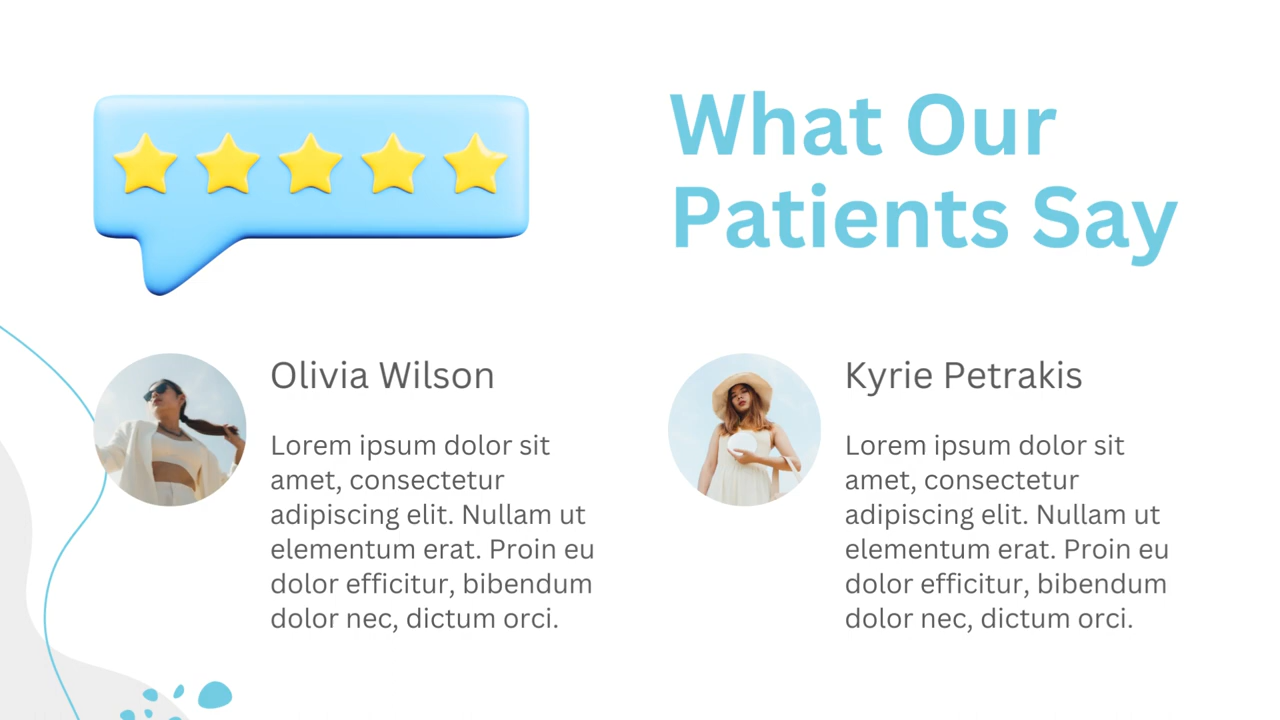 What Our
Patients Say
Olivia Wilson
Lorem ipsum dolor sit
amet, consectetur
adipiscing elit. Nullam ut
elementum erat. Proin eu
dolor efficitur, bibendum
dolor nec, dictum orci.
Kyrie Petrakis
Lorem ipsum dolor sit
amet, consectetur
adipiscing elit. Nullam ut
elementum erat. Proin eu
dolor efficitur, bibendum
dolor nec, dictum orci.